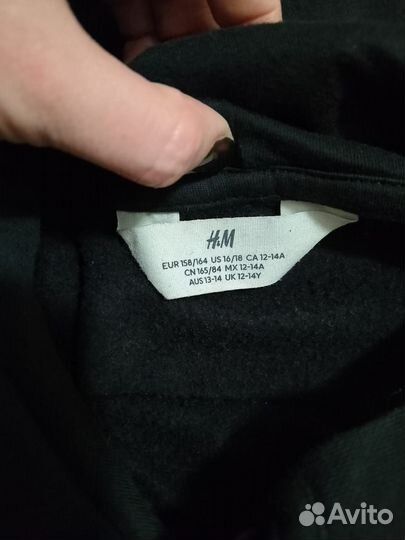 H&M
EUR 158/164 US 16/18 CA 12-14A
CN 165/84 MX 12-14A
AUS 13-14 UK 12-14Y
Avito